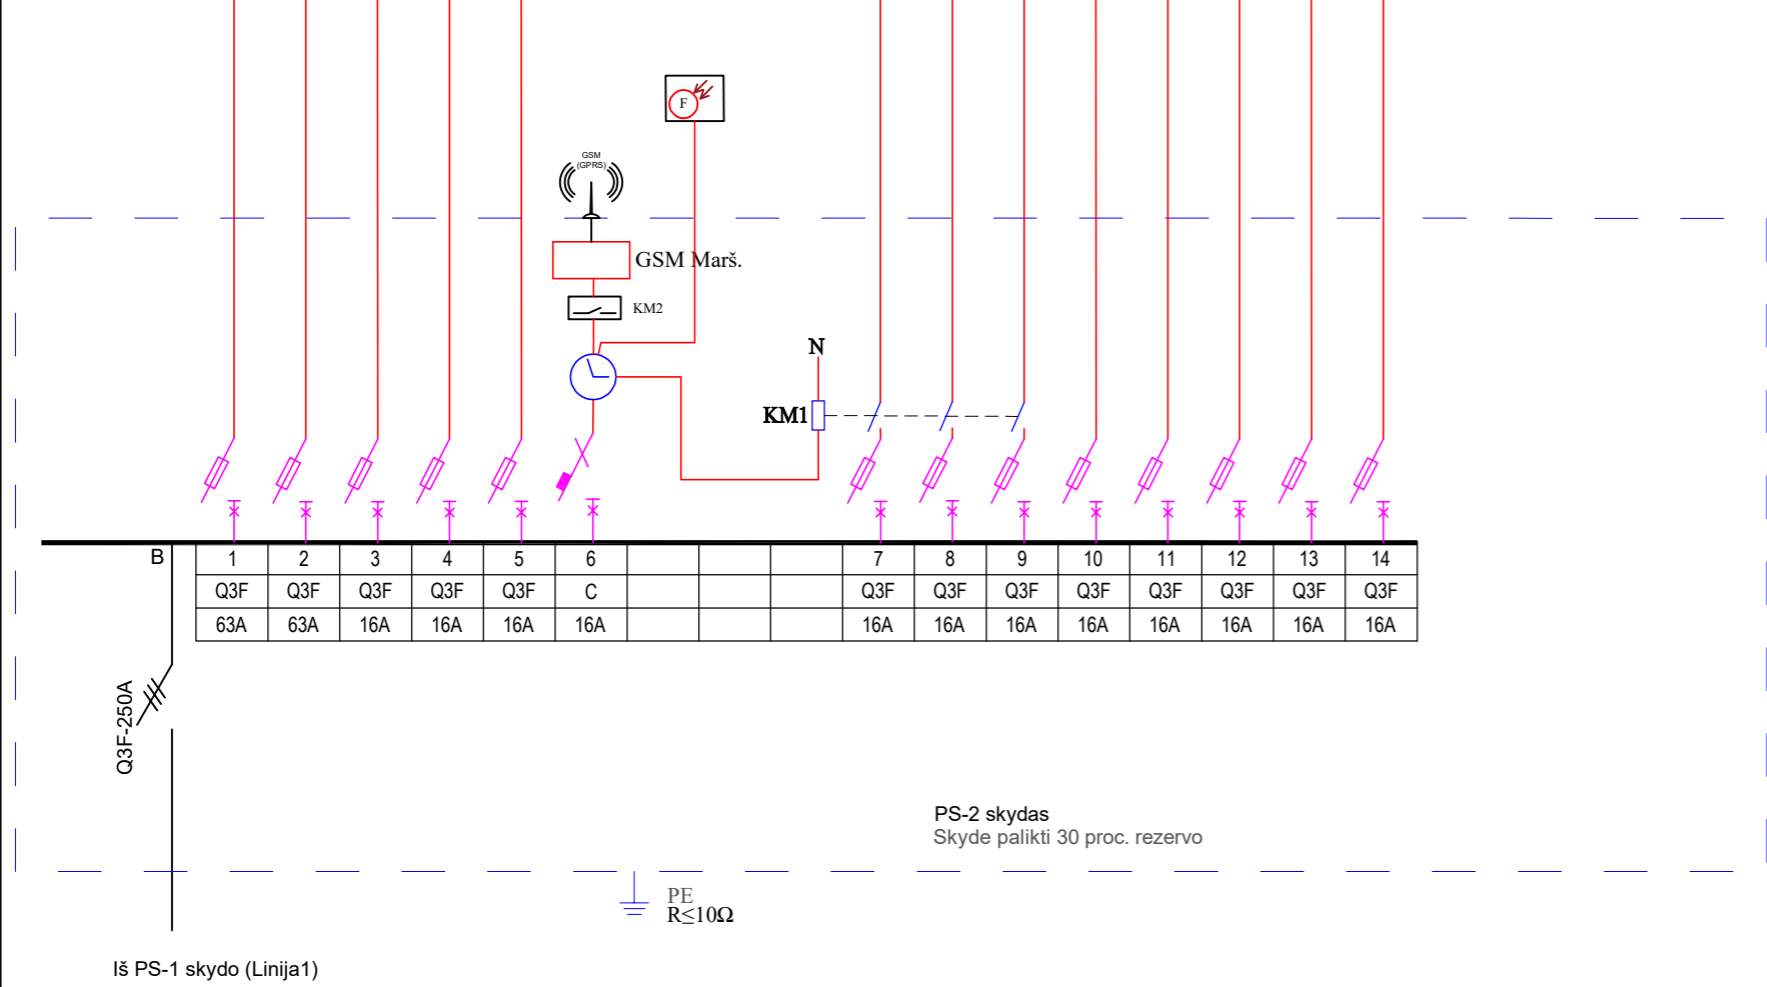 F
GSM
(GPRS)
GSM Marš.
KM2
N
KM1
B
1 2 3 4 5 6 7 8 9 10 11 12 13 14
Q3F Q3F Q3F Q3F Q3F C Q3F Q3F Q3F Q3F Q3F Q3F Q3F Q3F
63A 63A 16A 16A 16A 16A 16A 16A 16A 16A 16A 16A 16A 16A
Q3F-250A
PS-2 skydas
Skyde palikti 30 proc. rezervo
PE
R≤10Ω
Iš PS-1 skydo (Linija1)